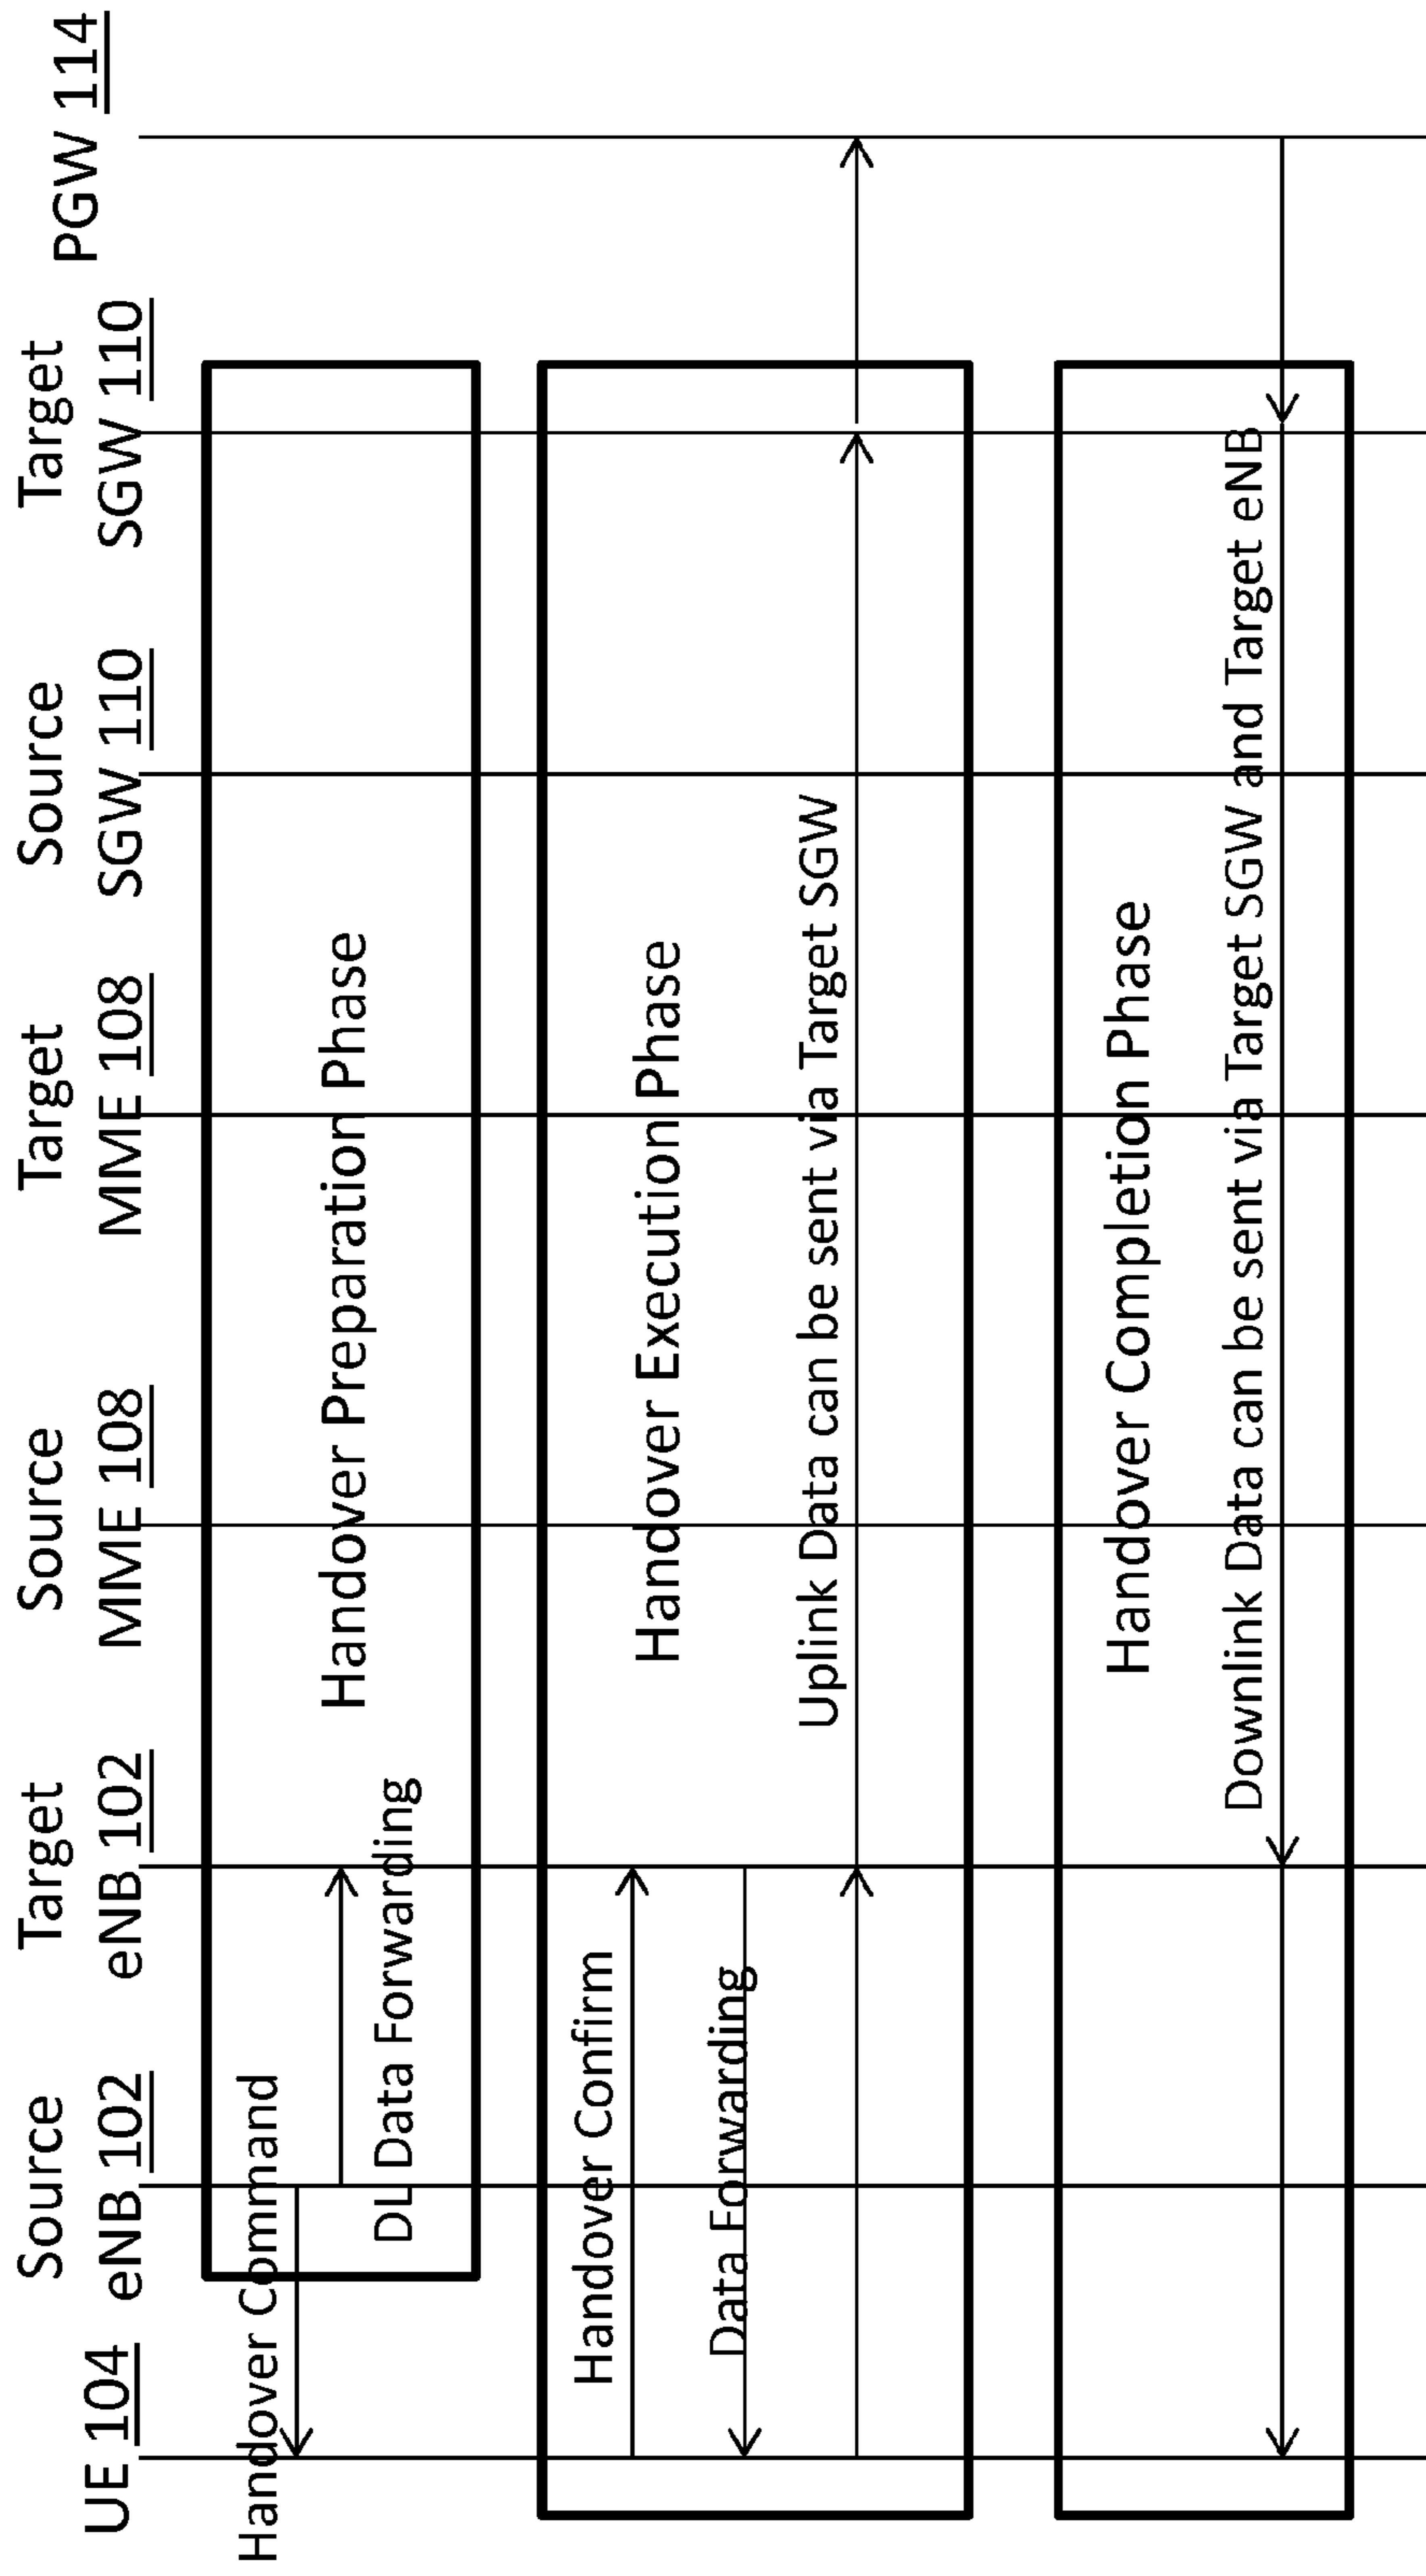 UE 104
Source
eNB 102
Target
eNB 102
Source
MME 108
Target
MME 108
Source
SGW 110
Target
SGW 110
PGW 114
Handover Command
Handover Preparation Phase
DL Data Forwarding
Handover Confirm
Handover Execution Phase
Data Forwarding
Uplink Data can be sent via Target SGW
Handover Completion Phase
Downlink Data can be sent via Target SGW and Target eNB